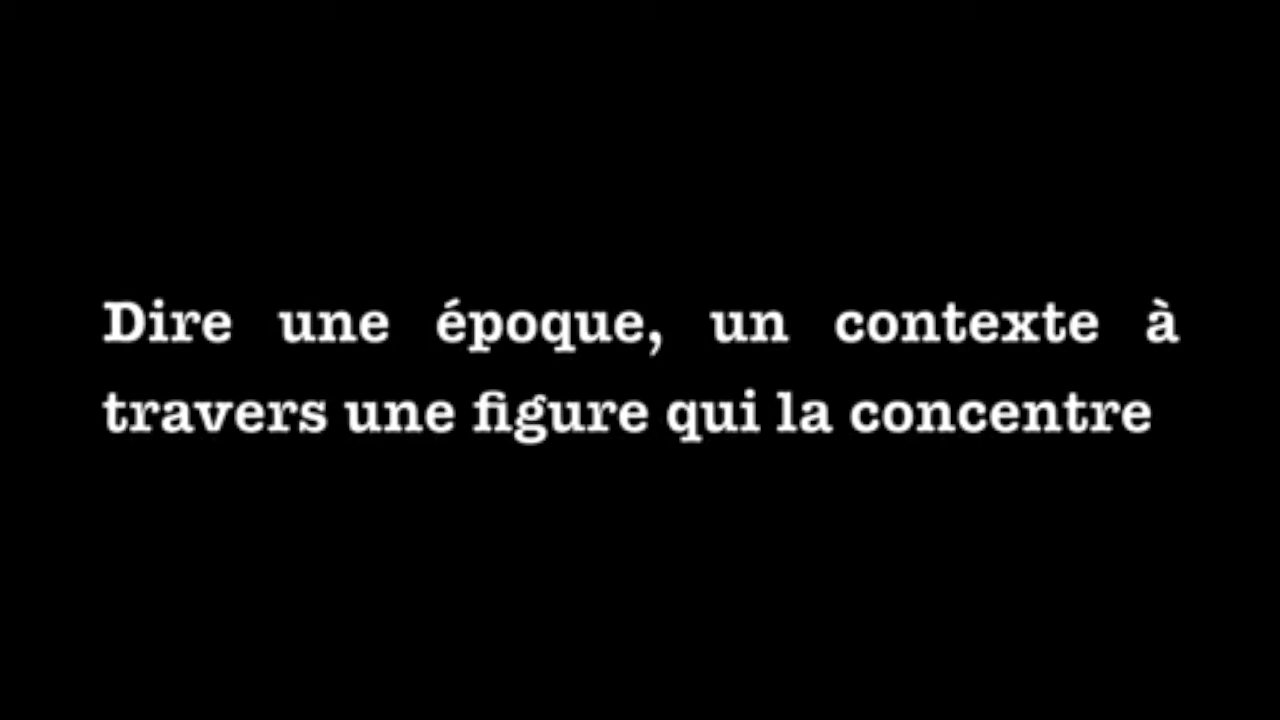 Dire une époque, un contexte à
travers une figure qui la concentre